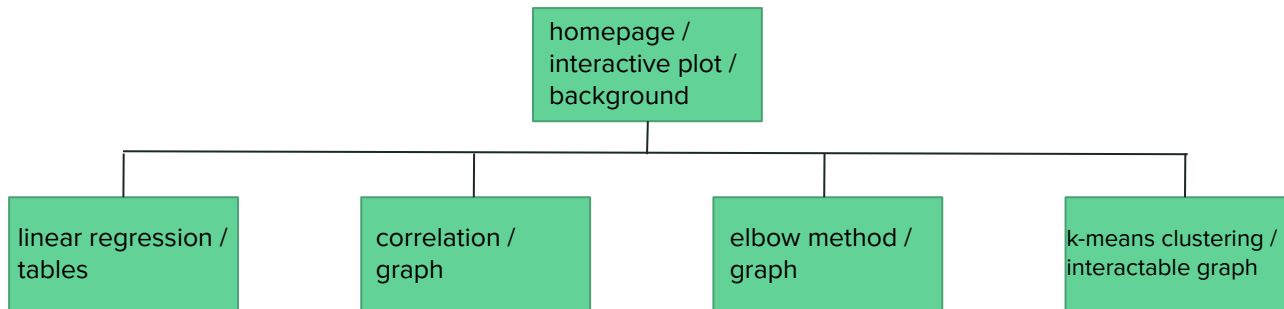 homepage /
interactive plot /
background
linear regression /
tables
correlation /
graph
elbow method /
graph
k-means clustering /
interactable graph